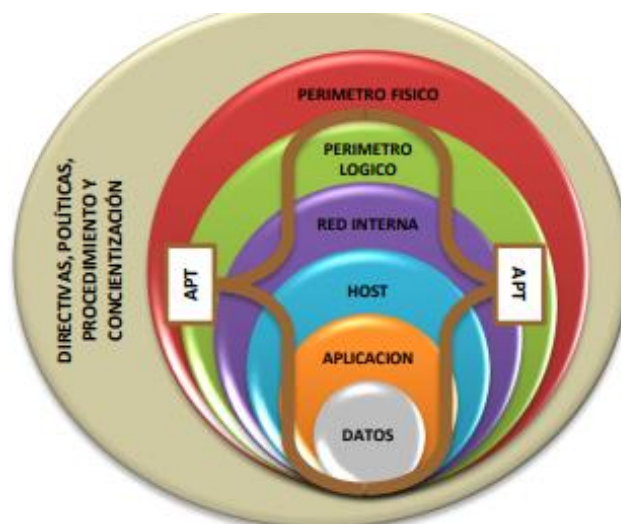 DIRECTIVAS, POLÍTICAS,
PROCEDIMIENTO Y
CONCIENTIZACIÓN
PERIMETRO FISICO
PERIMETRO
LOGICO
RED INTERNA
APT
APT
HOST
APLICACION
DATOS